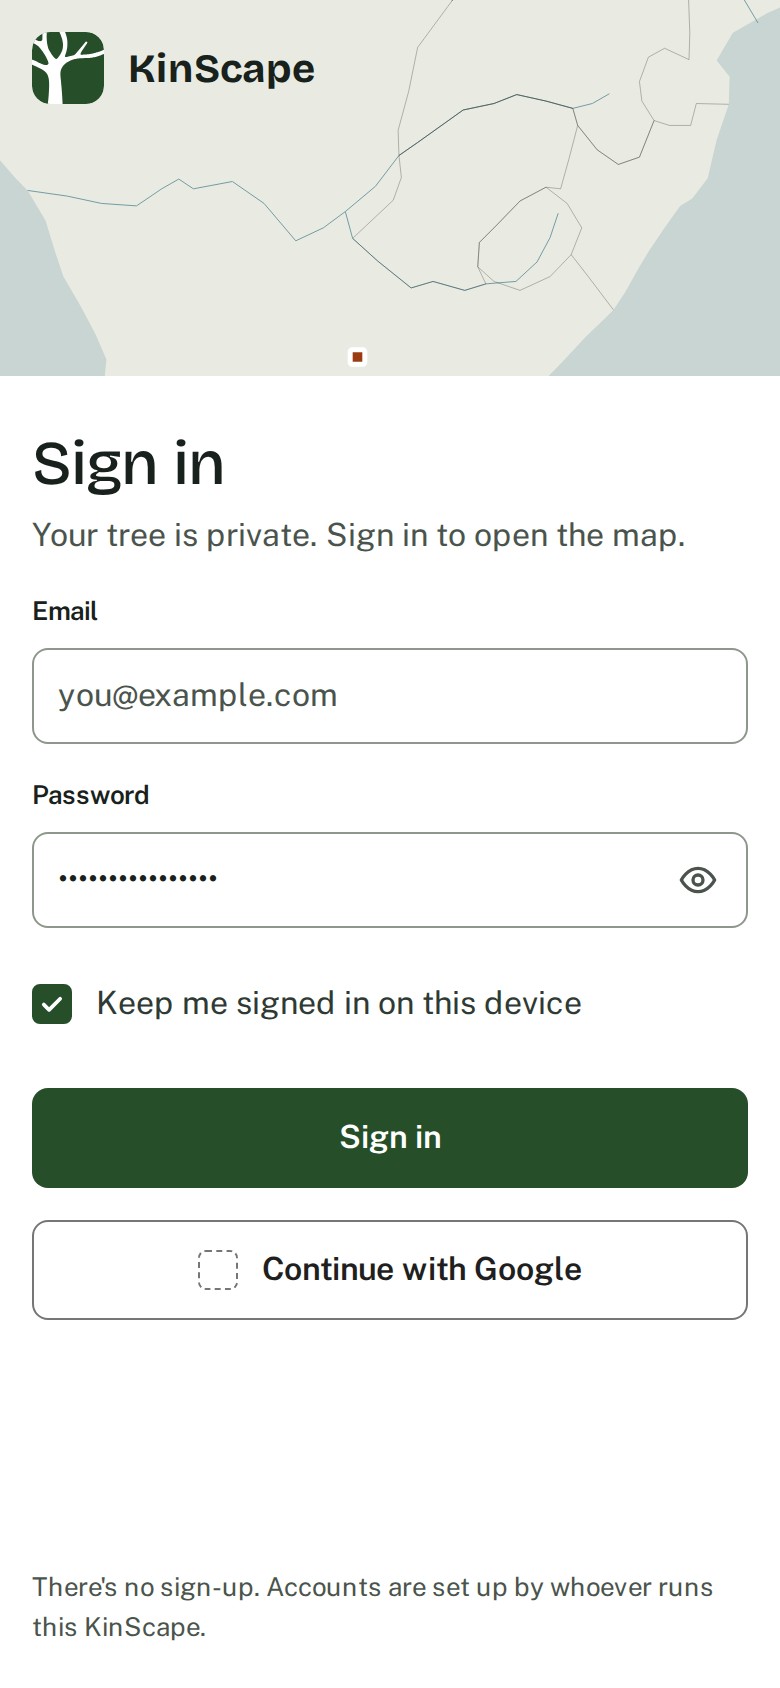 KinScape
Sign in
Your tree is private. Sign in to open the map.
Email
you@example.com
Password
••••••••••••••••
Keep me signed in on this device
Sign in
Continue with Google
There's no sign-up. Accounts are set up by whoever runs
this KinScape.